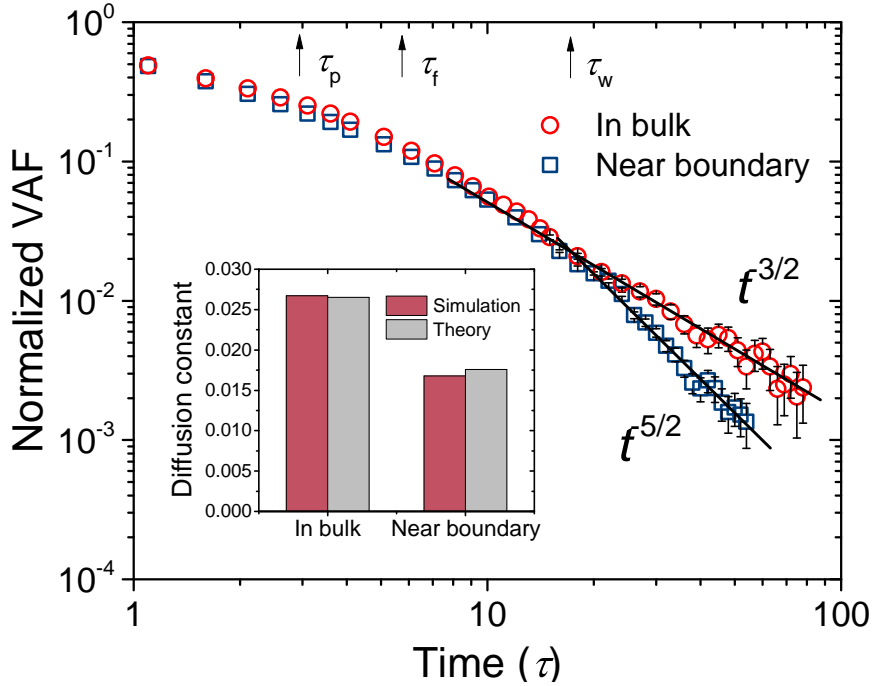 10^0
τ_p
τ_f
τ_w
In bulk
Near boundary
10^-1
Normalized VAF
10^-2
10^-3
10^-4
0.030
0.025
0.020
0.015
0.010
0.005
0.000
Diffusion constant
Simulation
Theory
In bulk
Near boundary
t^3/2
t^5/2
1
10
100
Time (τ)